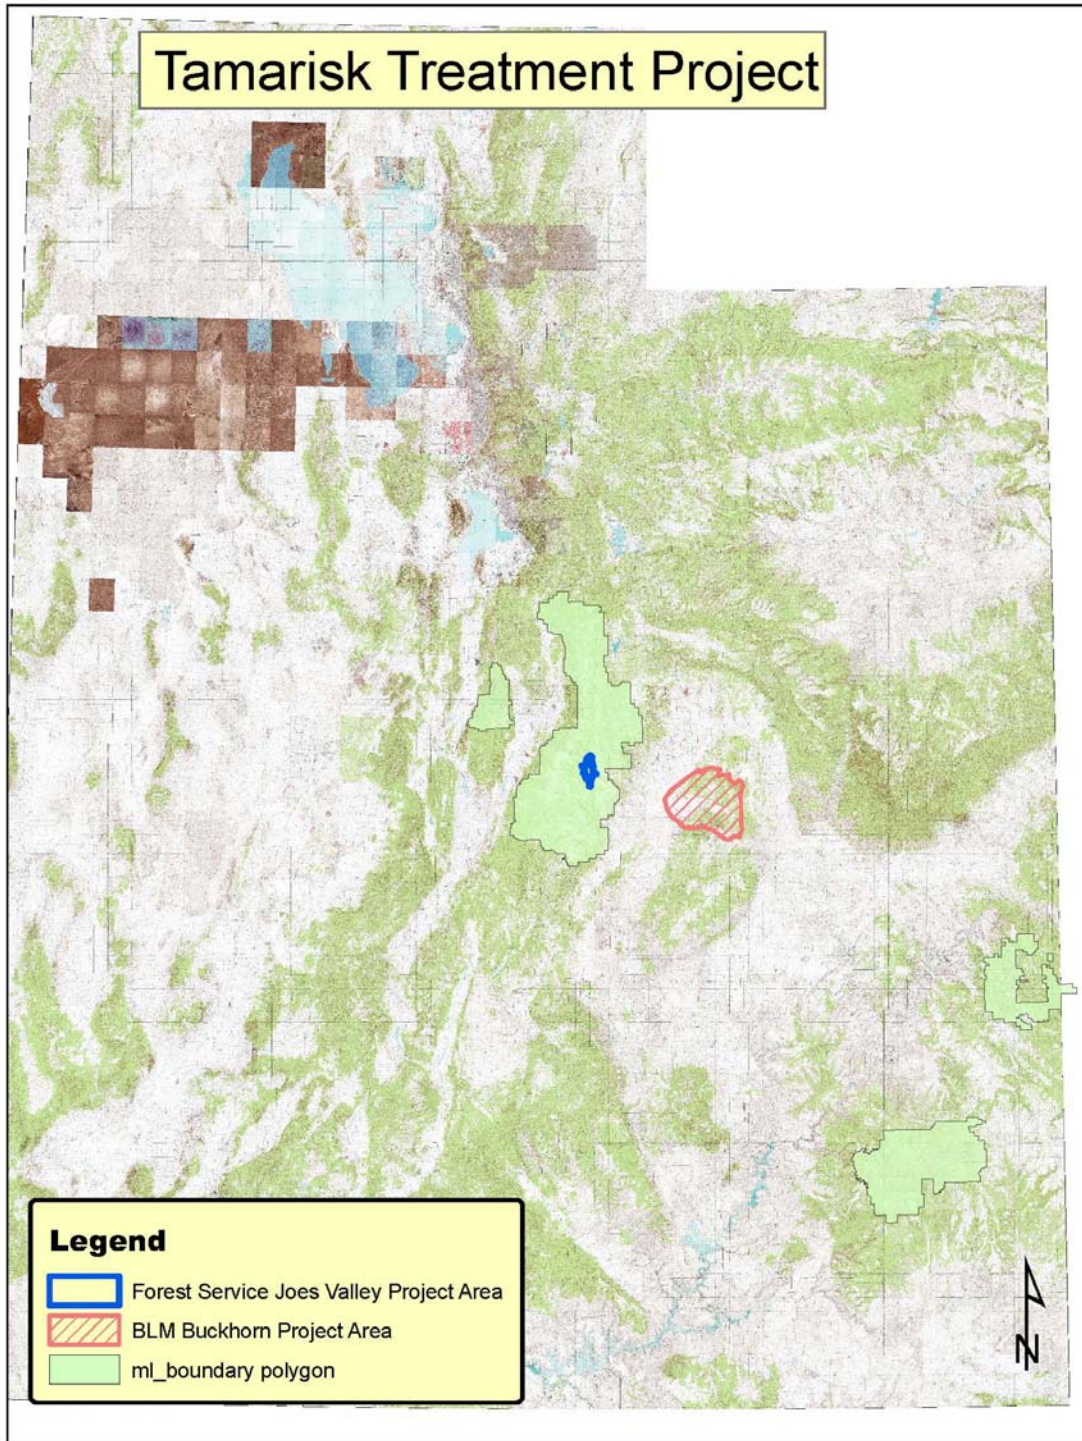 Tamarisk Treatment Project
Legend
Forest Service Joes Valley Project Area
BLM Buckhorn Project Area
ml_boundary polygon
N